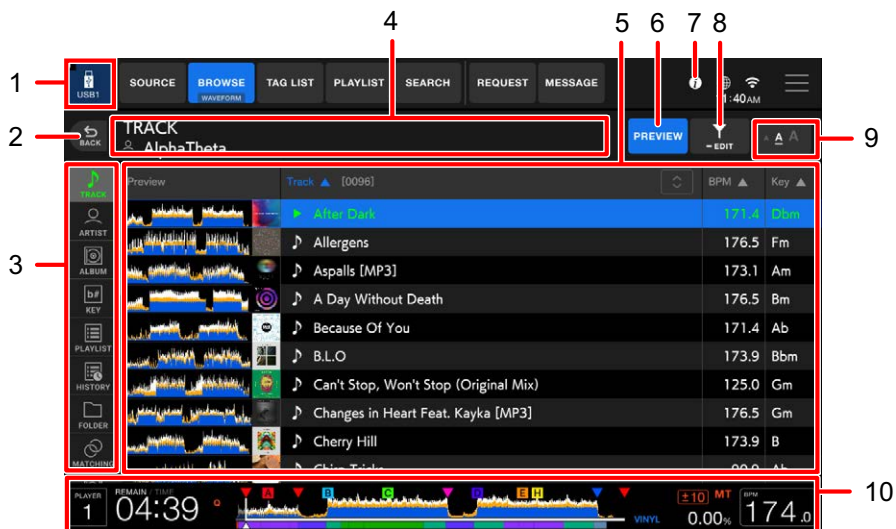 4 5 6 7 8
1 2 3 9 10
USB1
SOURCE BROWSE WAVEFORM TAG LIST PLAYLIST SEARCH REQUEST MESSAGE
i 1:40AM
BACK
TRACK
AlphaTheta
PREVIEW EDIT A A A
TRACK
ARTIST
ALBUM
b#
KEY
PLAYLIST
HISTORY
FOLDER
MATCHING
Preview Track ▲ [0096] BPM ▲ Key ▲
After Dark 171.4 Dbm
Allergens 176.5 Fm
Aspalls [MP3] 173.1 Am
A Day Without Death 176.5 Bm
Because Of You 171.4 Ab
B.L.O 173.9 Bbm
Can't Stop, Won't Stop (Original Mix) 125.0 Gm
Changes in Heart Feat. Kayka [MP3] 176.5 Gm
Cherry Hill 173.9 B
PLAYER 1
REMAIN / TIME
04:39
A B C D E H
VINYL
±10 MT
0.00%
BPM
174.0